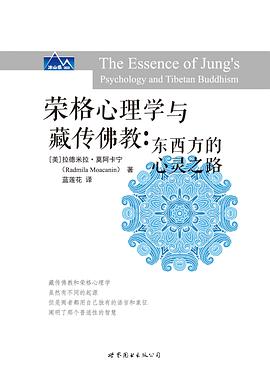 The Essence of Jung's
Psychology and Tibetan Buddhism
荣格心理学与
藏传佛教:东西方的
心灵之路
[美]拉德米拉·莫阿卡宁
(Radmila Moacanin) 著
蓝莲花 译
藏传佛教和荣格心理学
虽然有不同的起源
但是两者都用自己独有的语言和象征
阐明了那个普适性的智慧
世界图书出版公司